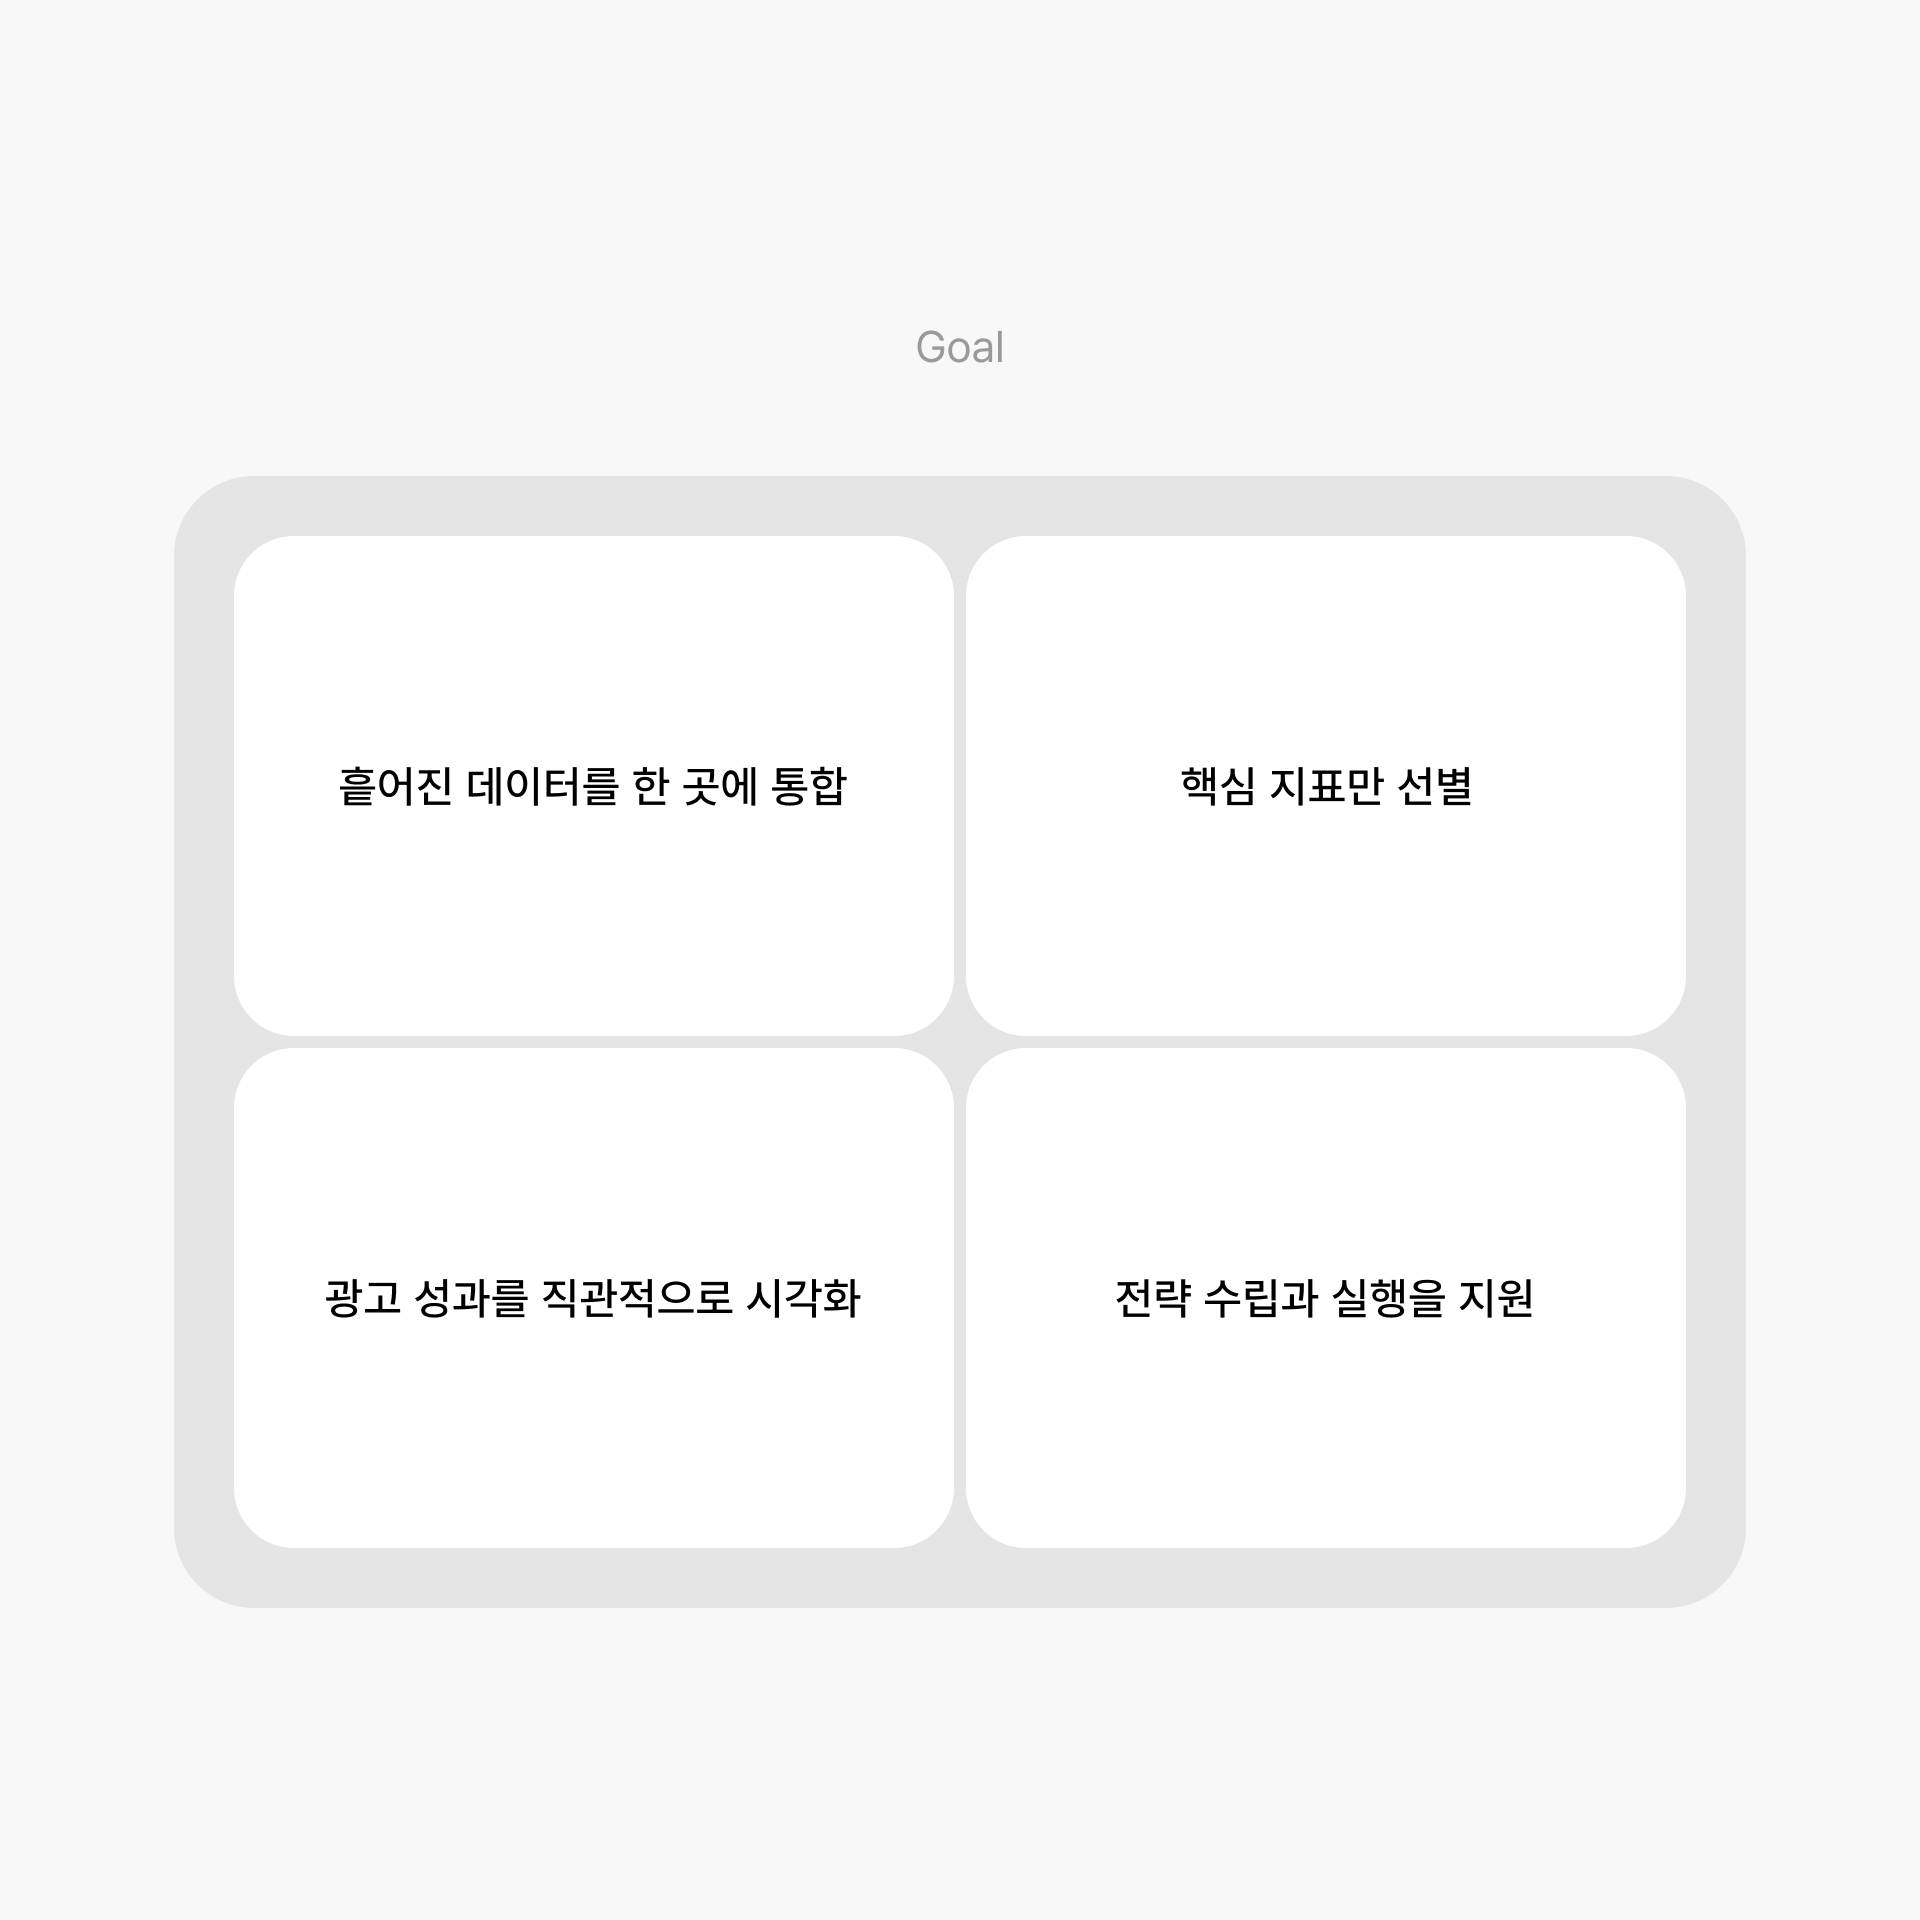 Goal
흩어진 데이터를 한 곳에 통합
핵심 지표만 선별
광고 성과를 직관적으로 시각화
전략 수립과 실행을 지원